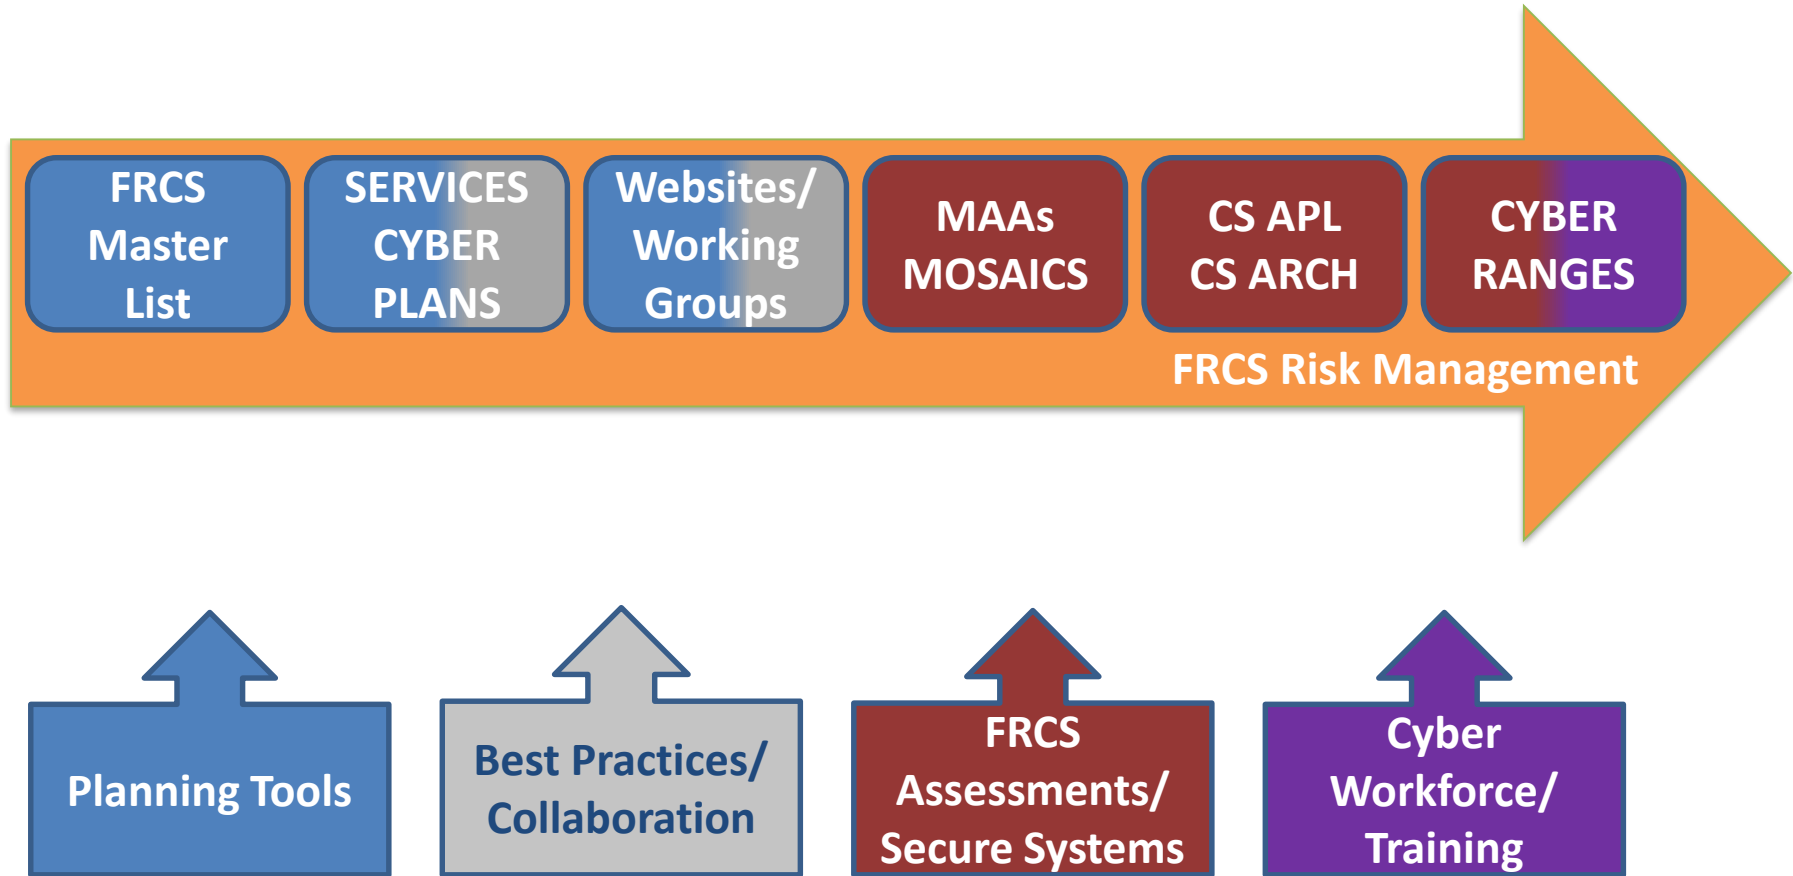 FRCS
Master
List
SERVICES
CYBER
PLANS
Websites/
Working
Groups
MAAs
MOSAICS
CS APL
CS ARCH
CYBER
RANGES
FRCS Risk Management
Planning Tools
Best Practices/
Collaboration
FRCS
Assessments/
Secure Systems
Cyber
Workforce/
Training